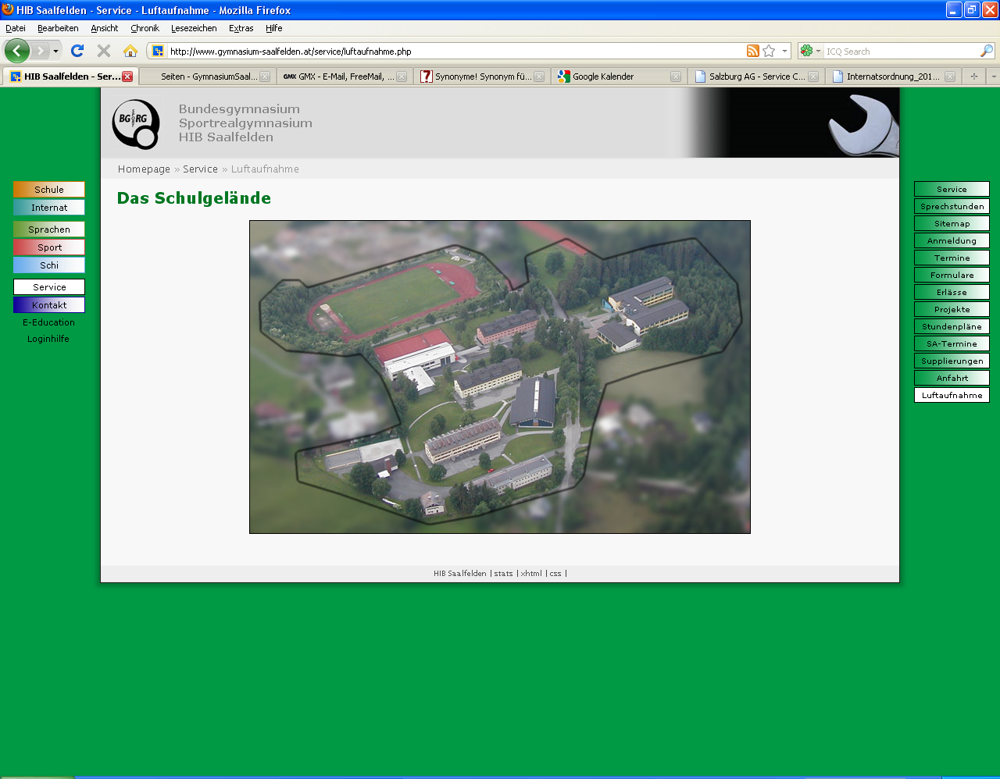 HIB Saalfelden - Service - Luftaufnahme - Mozilla Firefox
Datei Bearbeiten Ansicht Chronik Lesezeichen Extras Hilfe
http://www.gymnasium-saalfelden.at/service/luftaufnahme.php
ICQ Search
HIB Saalfelden - Ser...
Seiten - GymnasiumSaal...
GMX GMX - E-Mail, FreeMail, ...
Synonyme! Synonym fü...
Google Kalender
Salzburg AG - Service C...
Internatsordnung_201...
BG SPORT RG
Bundesgymnasium
Sportrealgymnasium
HIB Saalfelden
Homepage » Service » Luftaufnahme
Schule
Internat
Sprachen
Sport
Schi
Service
Kontakt
E-Education
Loginhilfe
Das Schulgelände
Service
Sprechstunden
Sitemap
Anmeldung
Termine
Formulare
Erlässe
Projekte
Stundenpläne
SA-Termine
Supplierungen
Anfahrt
Luftaufnahme
HIB Saalfelden | stats | xhtml | css |